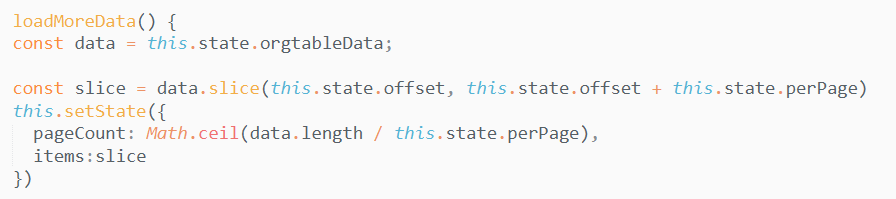 loadMoreData() {
const data = this.state.orgtableData;
const slice = data.slice(this.state.offset, this.state.offset + this.state.perPage)
this.setState({
pageCount: Math.ceil(data.length / this.state.perPage),
items:slice
})